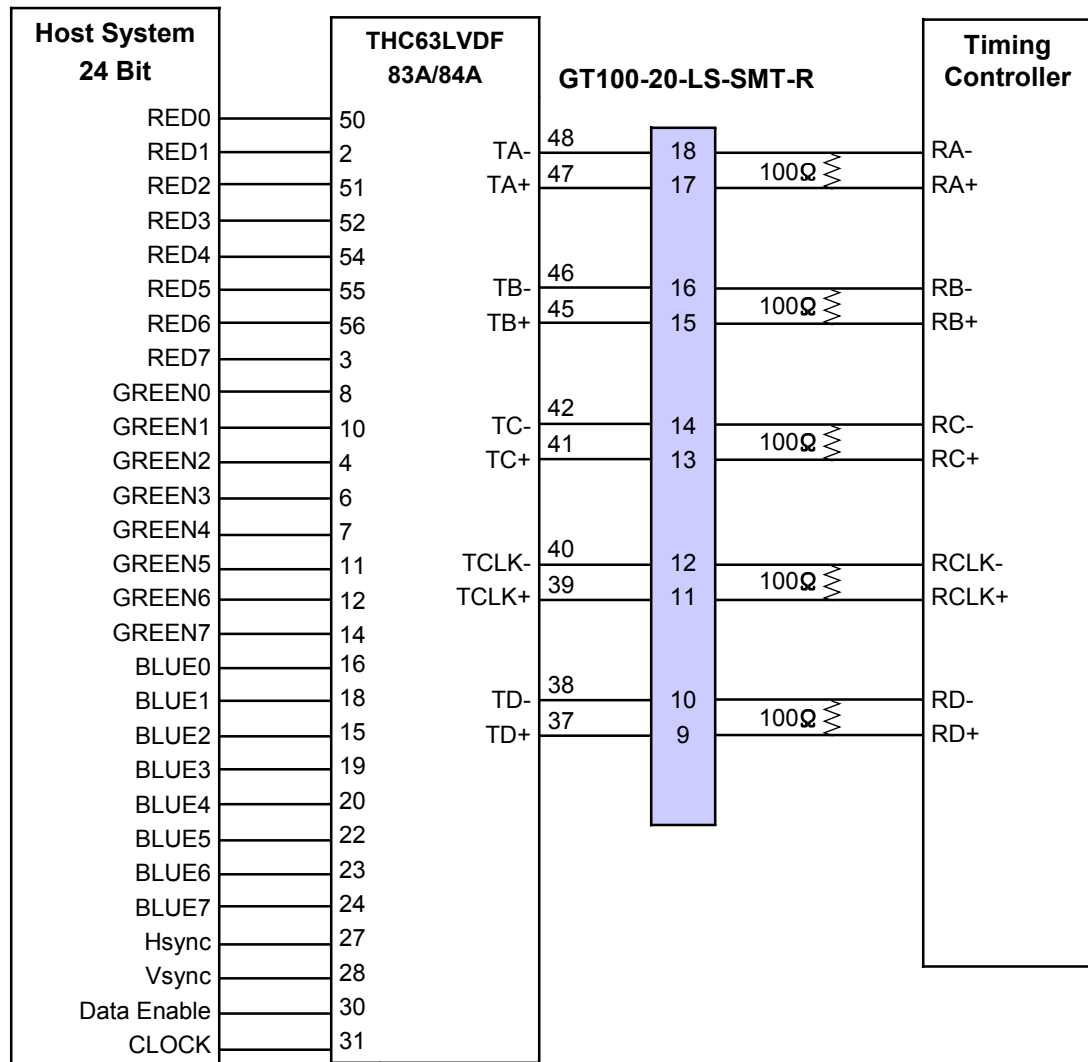 Host System
24 Bit
THC63LVDF
83A/84A
GT100-20-LS-SMT-R
Timing
Controller
RED0 50
RED1 2
RED2 51
RED3 52
RED4 54
RED5 55
RED6 56
RED7 3
GREEN0 8
GREEN1 10
GREEN2 4
GREEN3 6
GREEN4 7
GREEN5 11
GREEN6 12
GREEN7 14
BLUE0 16
BLUE1 18
BLUE2 15
BLUE3 19
BLUE4 20
BLUE5 22
BLUE6 23
BLUE7 24
Hsync 27
Vsync 28
Data Enable 30
CLOCK 31
TA- 48 18 RA-
100Ω
TA+ 47 17 RA+
TB- 46 16 RB-
100Ω
TB+ 45 15 RB+
TC- 42 14 RC-
100Ω
TC+ 41 13 RC+
TCLK- 40 12 RCLK-
100Ω
TCLK+ 39 11 RCLK+
TD- 38 10 RD-
100Ω
TD+ 37 9 RD+